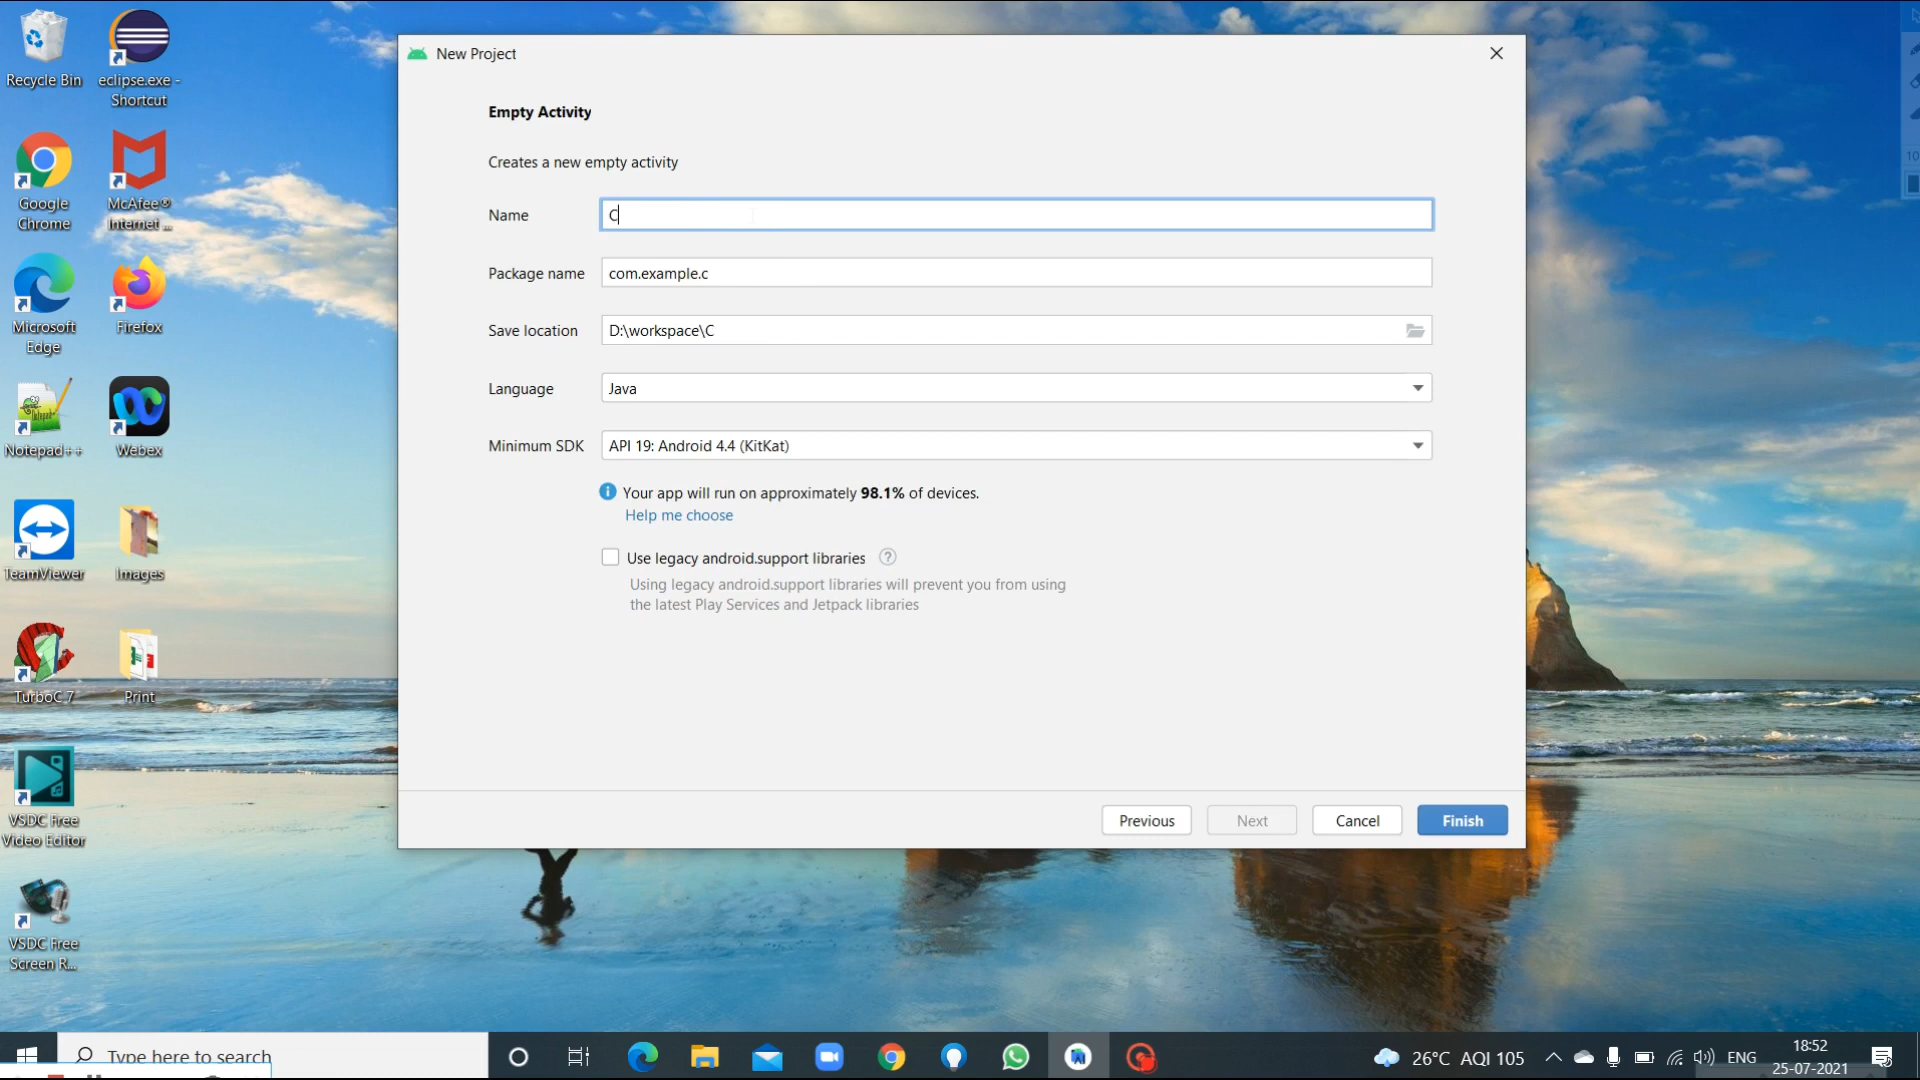 Recycle Bin
eclipse.exe -
Shortcut
Google
Chrome
McAfee®
Internet ...
Microsoft
Edge
Firefox
Notepad++
Webex
TeamViewer
Images
TurboC 7
Print
VSDC Free
Video Editor
VSDC Free
Screen R...
New Project
Empty Activity
Creates a new empty activity
Name
C
Package name
com.example.c
Save location
D:\workspace\C
Language
Java
Minimum SDK
API 19: Android 4.4 (KitKat)
Your app will run on approximately 98.1% of devices.
Help me choose
Use legacy android.support libraries
Using legacy android.support libraries will prevent you from using
the latest Play Services and Jetpack libraries
Previous
Next
Cancel
Finish
10
Type here to search
26°C AQI 105
ENG
18:52
25-07-2021